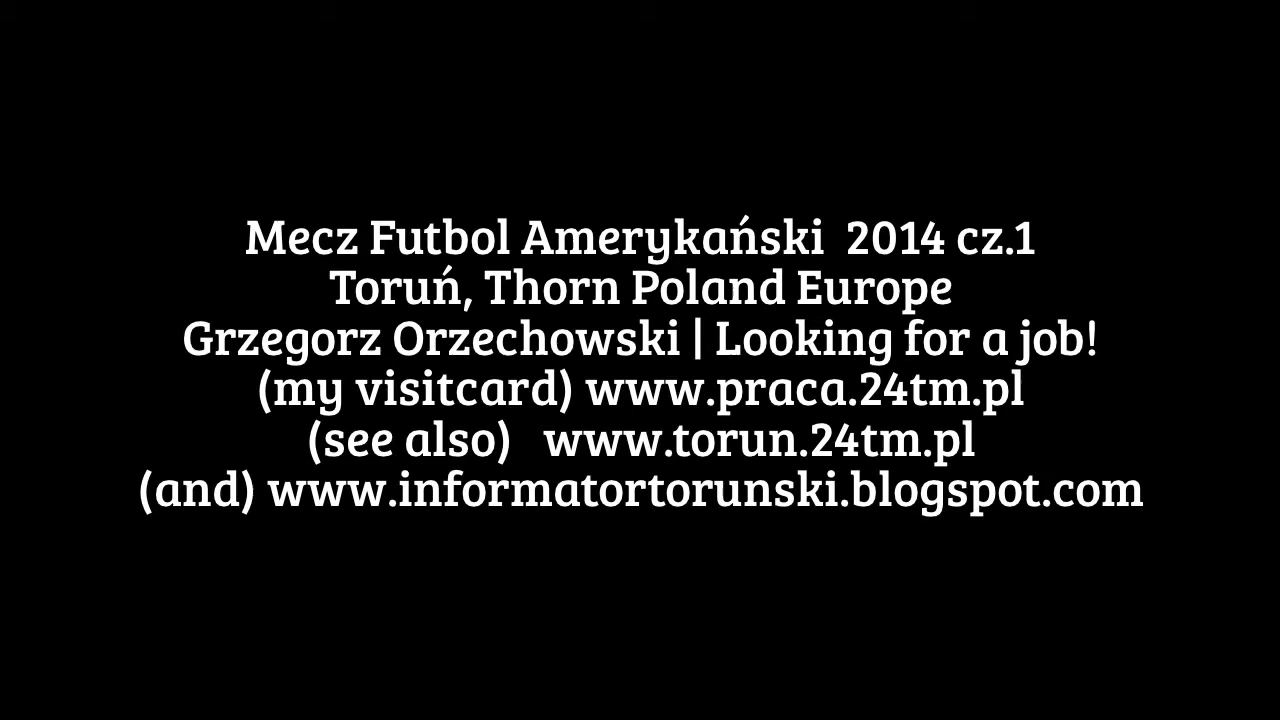 Mecz Futbol Amerykański  2014 cz.1
Toruń, Thorn Poland Europe
Grzegorz Orzechowski | Looking for a job!
(my visitcard) www.praca.24tm.pl
(see also)   www.torun.24tm.pl
(and) www.informatortorunski.blogspot.com